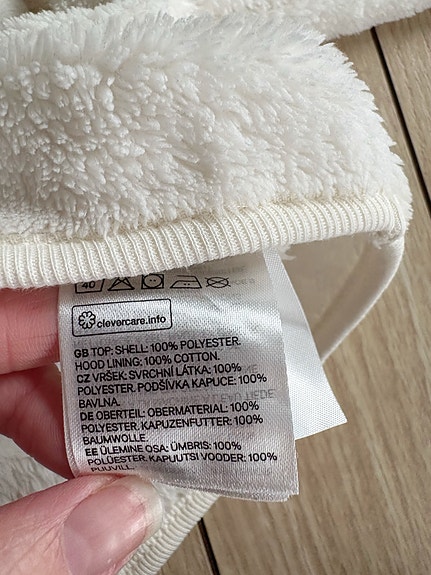 40
clevercare.info
GB TOP: SHELL: 100% POLYESTER.
HOOD LINING: 100% COTTON.
CZ VRŠEK: SVRCHNÍ LÁTKA: 100%
POLYESTER. PODŠÍVKA KAPUCE: 100%
BAVLNA.
DE OBERTEIL: OBERMATERIAL: 100%
POLYESTER. KAPUZENFUTTER: 100%
BAUMWOLLE.
EE ÜLEMINE OSA: ÜMBRIS: 100%
POLÜESTER. KAPUUTSI VOODER: 100%
PUUVILL.